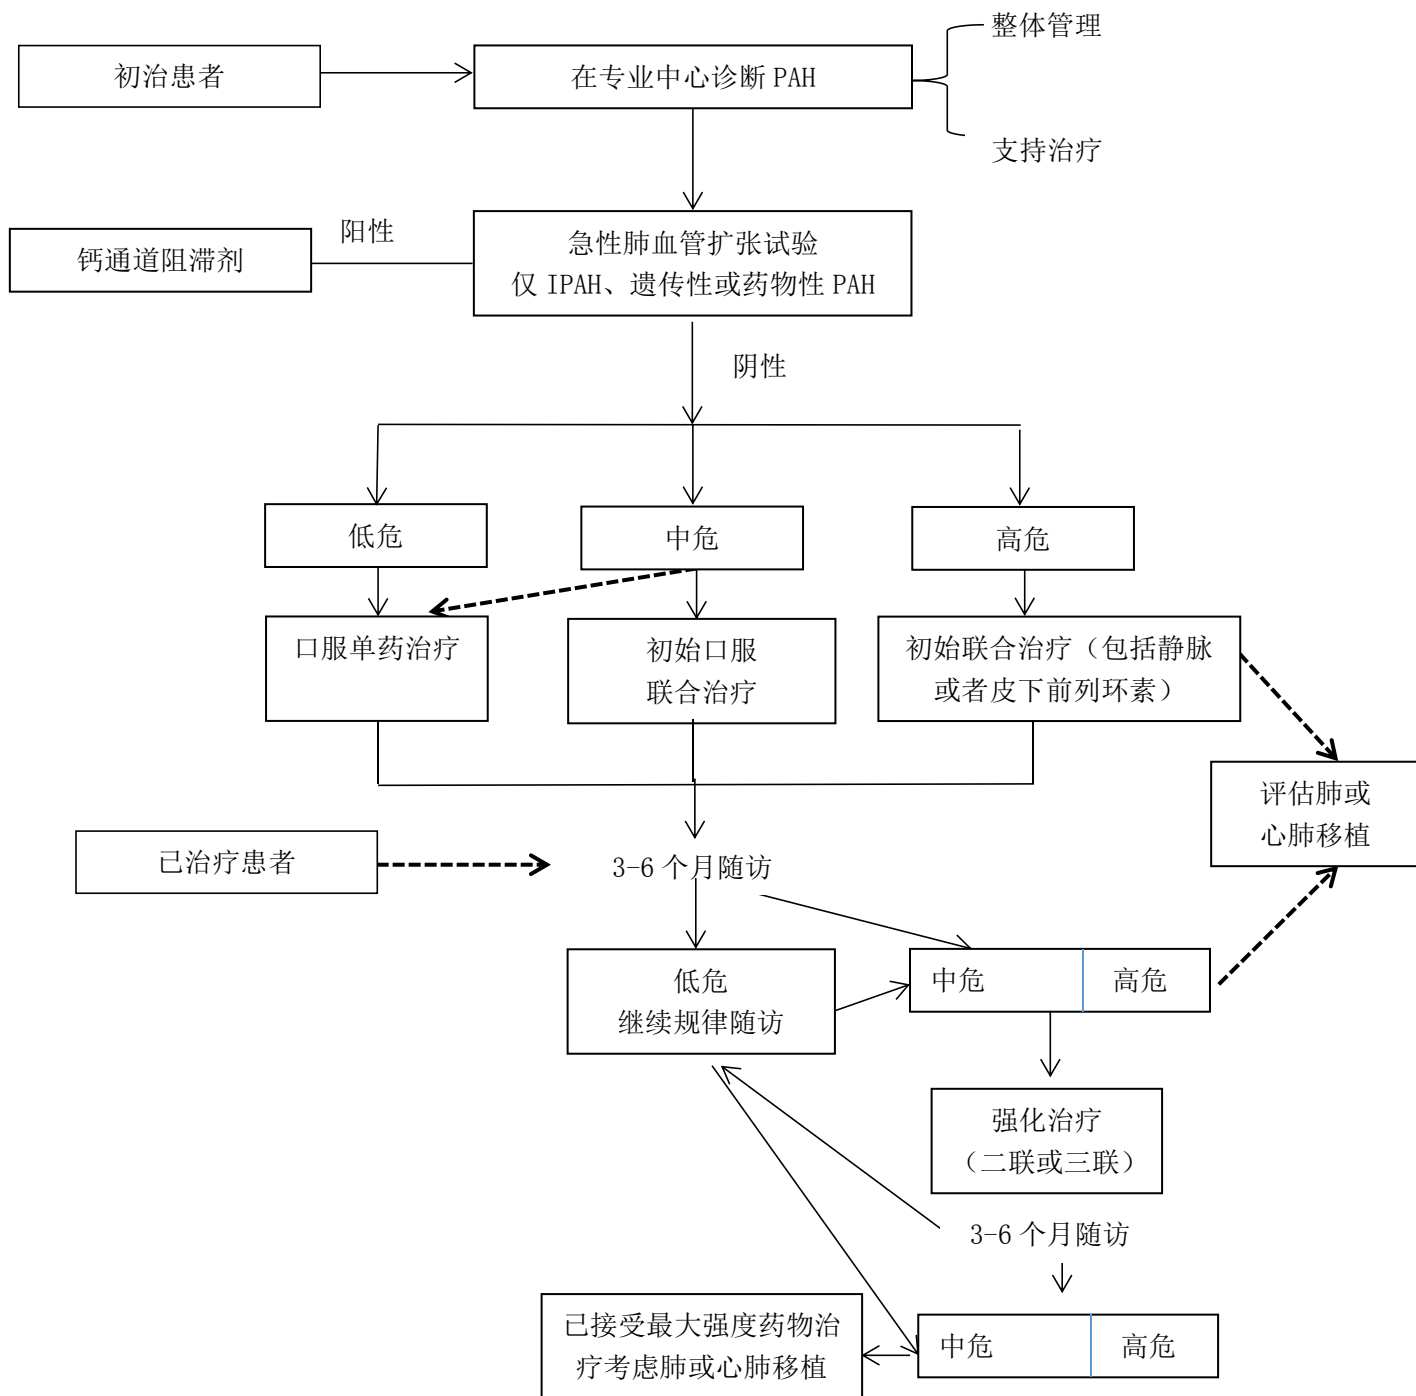 整体管理
初治患者
在专业中心诊断 PAH
支持治疗
阳性
钙通道阻滞剂
急性肺血管扩张试验
仅 IPAH、遗传性或药物性 PAH
阴性
低危
中危
高危
口服单药治疗
初始口服
联合治疗
初始联合治疗（包括静脉
或者皮下前列环素）
评估肺或
心肺移植
已治疗患者
3-6 个月随访
低危
继续规律随访
中危
高危
强化治疗
（二联或三联）
3-6 个月随访
已接受最大强度药物治
疗考虑肺或心肺移植
中危
高危